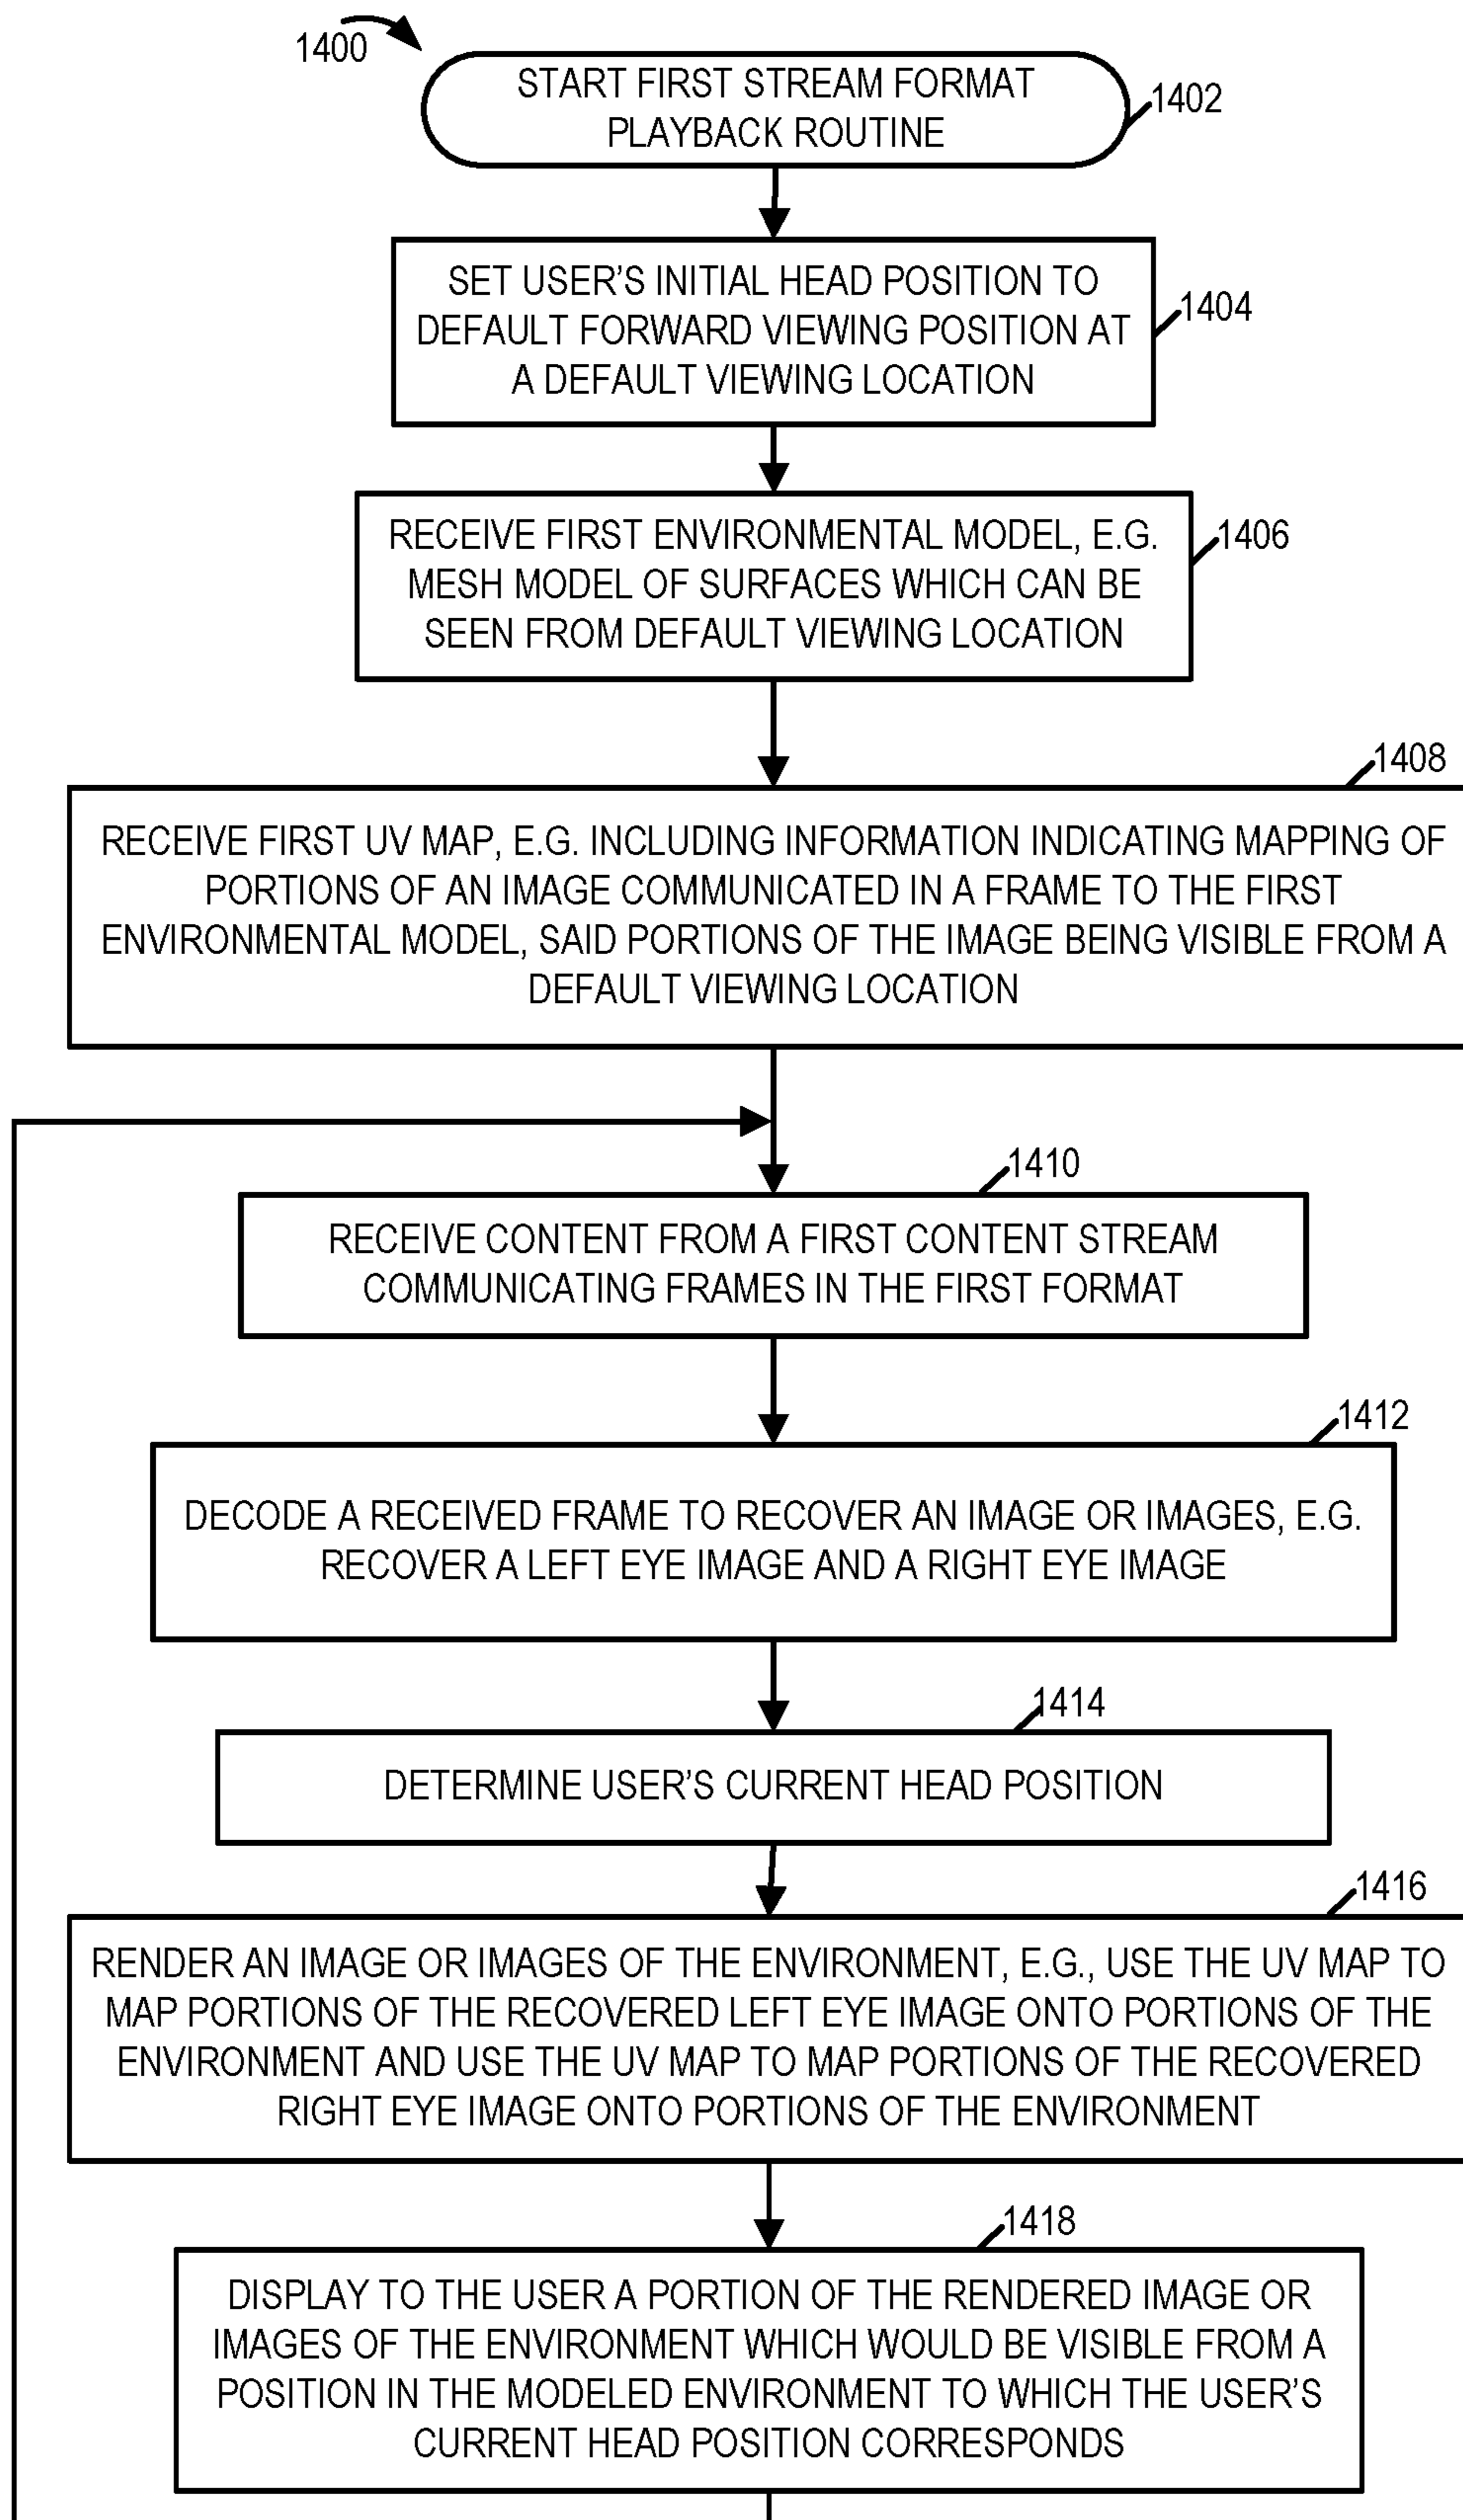 1400
START FIRST STREAM FORMAT
PLAYBACK ROUTINE
1402
SET USER'S INITIAL HEAD POSITION TO
DEFAULT FORWARD VIEWING POSITION AT
A DEFAULT VIEWING LOCATION
1404
RECEIVE FIRST ENVIRONMENTAL MODEL, E.G.
MESH MODEL OF SURFACES WHICH CAN BE
SEEN FROM DEFAULT VIEWING LOCATION
1406
1408
RECEIVE FIRST UV MAP, E.G. INCLUDING INFORMATION INDICATING MAPPING OF
PORTIONS OF AN IMAGE COMMUNICATED IN A FRAME TO THE FIRST
ENVIRONMENTAL MODEL, SAID PORTIONS OF THE IMAGE BEING VISIBLE FROM A
DEFAULT VIEWING LOCATION
1410
RECEIVE CONTENT FROM A FIRST CONTENT STREAM
COMMUNICATING FRAMES IN THE FIRST FORMAT
1412
DECODE A RECEIVED FRAME TO RECOVER AN IMAGE OR IMAGES, E.G.
RECOVER A LEFT EYE IMAGE AND A RIGHT EYE IMAGE
1414
DETERMINE USER'S CURRENT HEAD POSITION
1416
RENDER AN IMAGE OR IMAGES OF THE ENVIRONMENT, E.G., USE THE UV MAP TO
MAP PORTIONS OF THE RECOVERED LEFT EYE IMAGE ONTO PORTIONS OF THE
ENVIRONMENT AND USE THE UV MAP TO MAP PORTIONS OF THE RECOVERED
RIGHT EYE IMAGE ONTO PORTIONS OF THE ENVIRONMENT
1418
DISPLAY TO THE USER A PORTION OF THE RENDERED IMAGE OR
IMAGES OF THE ENVIRONMENT WHICH WOULD BE VISIBLE FROM A
POSITION IN THE MODELED ENVIRONMENT TO WHICH THE USER'S
CURRENT HEAD POSITION CORRESPONDS